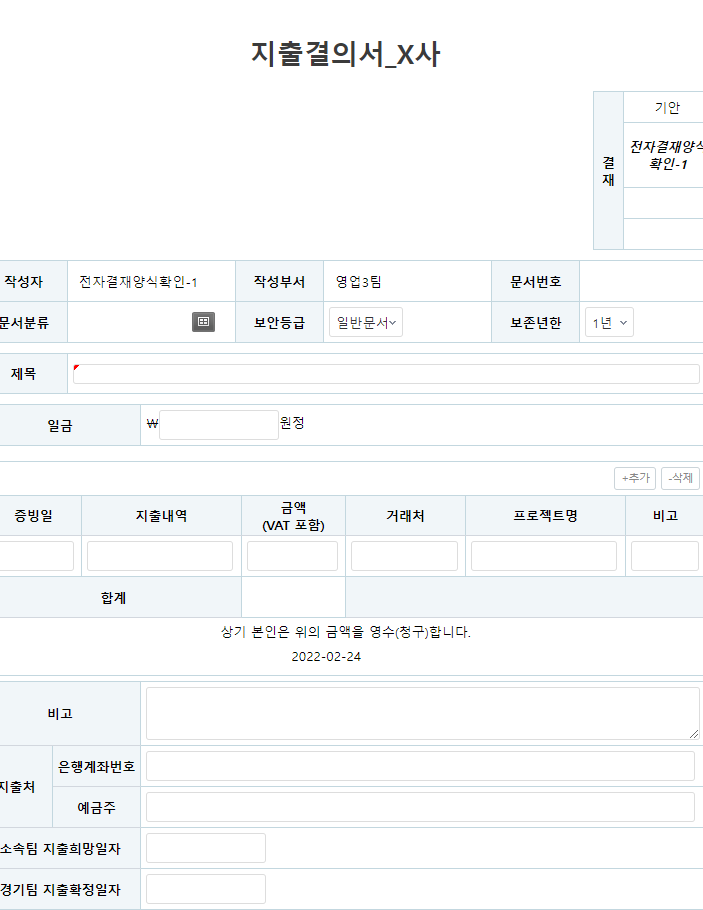 지출결의서_X사
결
재
기안
전자결재양식
확인-1
작성자 전자결재양식확인-1 작성부서 영업3팀 문서번호
문서분류 보안등급 일반문서 보존년한 1년
제목
일금 ₩ 원정
+추가 -삭제
증빙일 지출내역 금액 (VAT 포함) 거래처 프로젝트명 비고
합계
상기 본인은 위의 금액을 영수(청구)합니다.
2022-02-24
비고
지출처 은행계좌번호
예금주
소속팀 지출희망일자
경기팀 지출확정일자